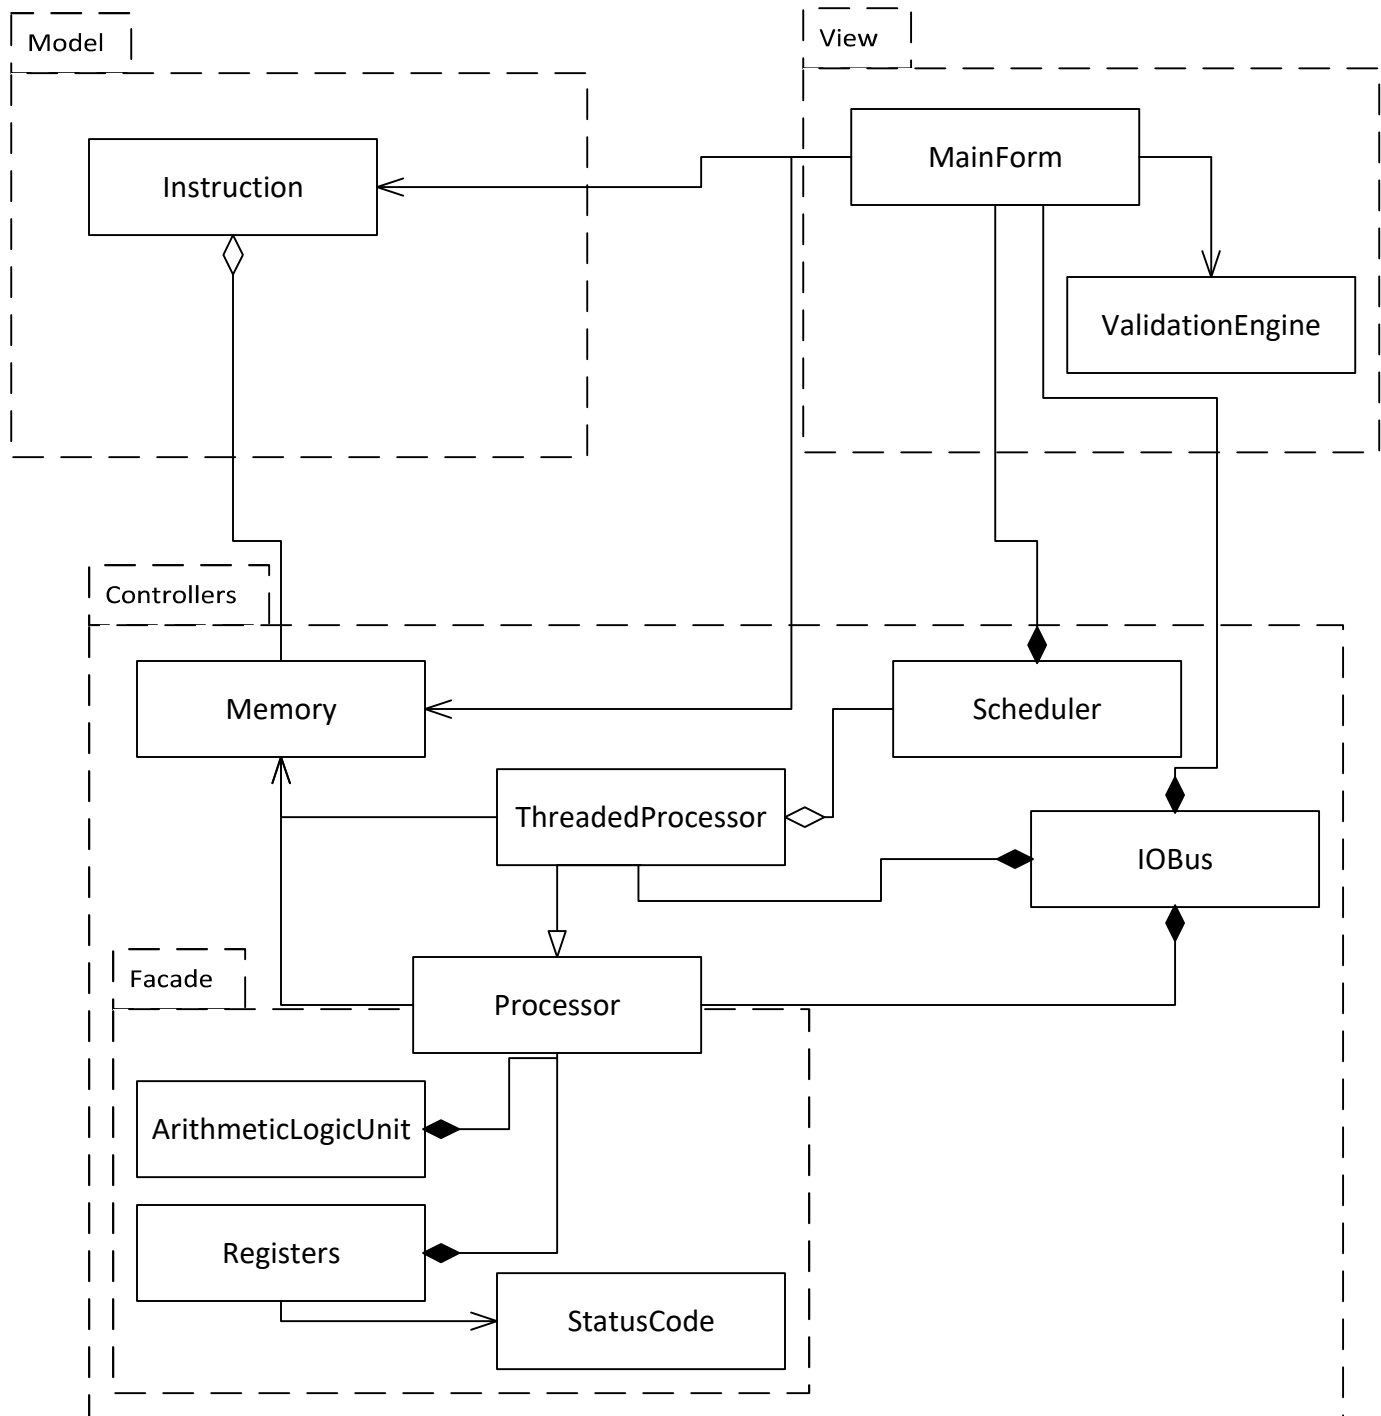 Model
View
MainForm
Instruction
ValidationEngine
Controllers
Memory
Scheduler
ThreadedProcessor
IOBus
Facade
Processor
ArithmeticLogicUnit
Registers
StatusCode